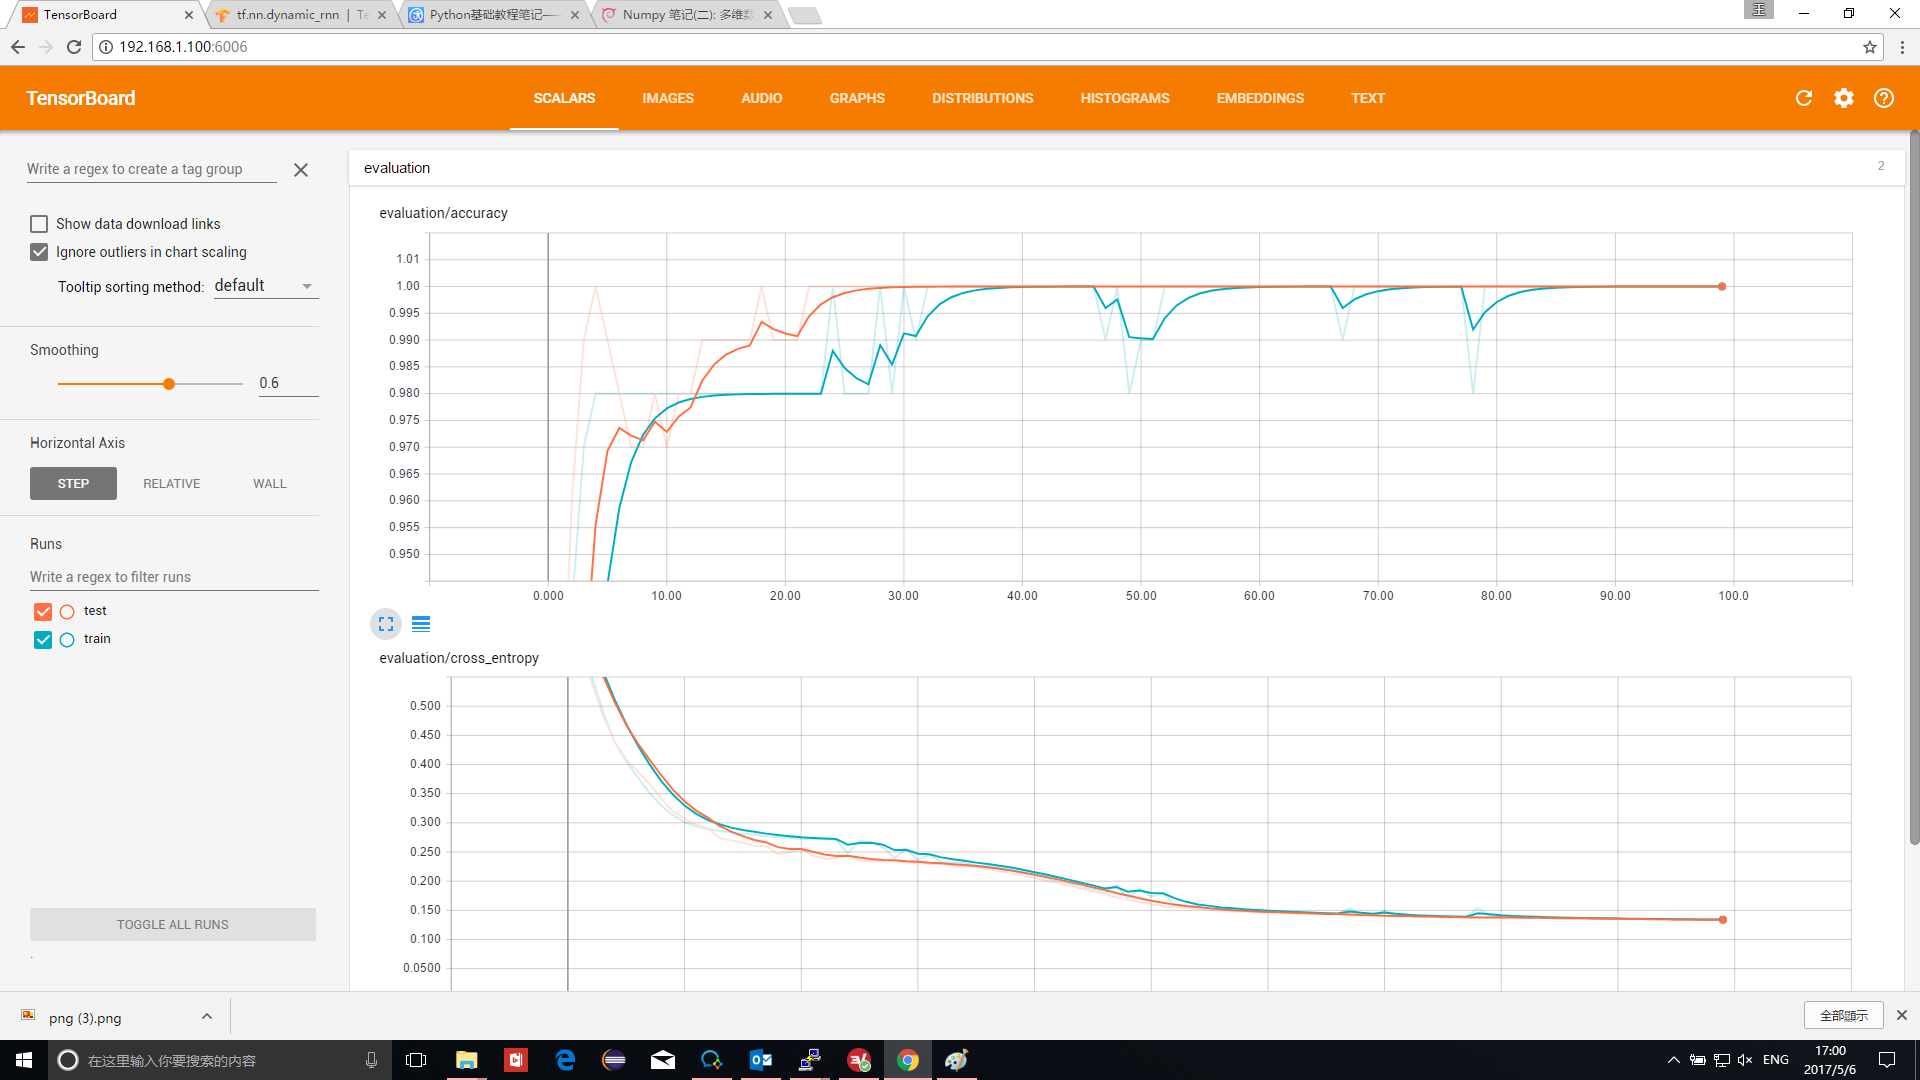 TensorBoard
tf.nn.dynamic_rnn | Te
Python基础教程笔记——
Numpy 笔记(二): 多维数
王
192.168.1.100:6006
TensorBoard
SCALARS IMAGES AUDIO GRAPHS DISTRIBUTIONS HISTOGRAMS EMBEDDINGS TEXT
Write a regex to create a tag group
Show data download links
Ignore outliers in chart scaling
Tooltip sorting method: default
Smoothing
0.6
Horizontal Axis
STEP RELATIVE WALL
Runs
Write a regex to filter runs
test
train
TOGGLE ALL RUNS
evaluation 2
evaluation/accuracy
1.01
1.00
0.995
0.990
0.985
0.980
0.975
0.970
0.965
0.960
0.955
0.950
0.000 10.00 20.00 30.00 40.00 50.00 60.00 70.00 80.00 90.00 100.0
evaluation/cross_entropy
0.500
0.450
0.400
0.350
0.300
0.250
0.200
0.150
0.100
0.0500
png (3).png
全部顯示
在这里输入你要搜索的内容
ENG
17:00
2017/5/6